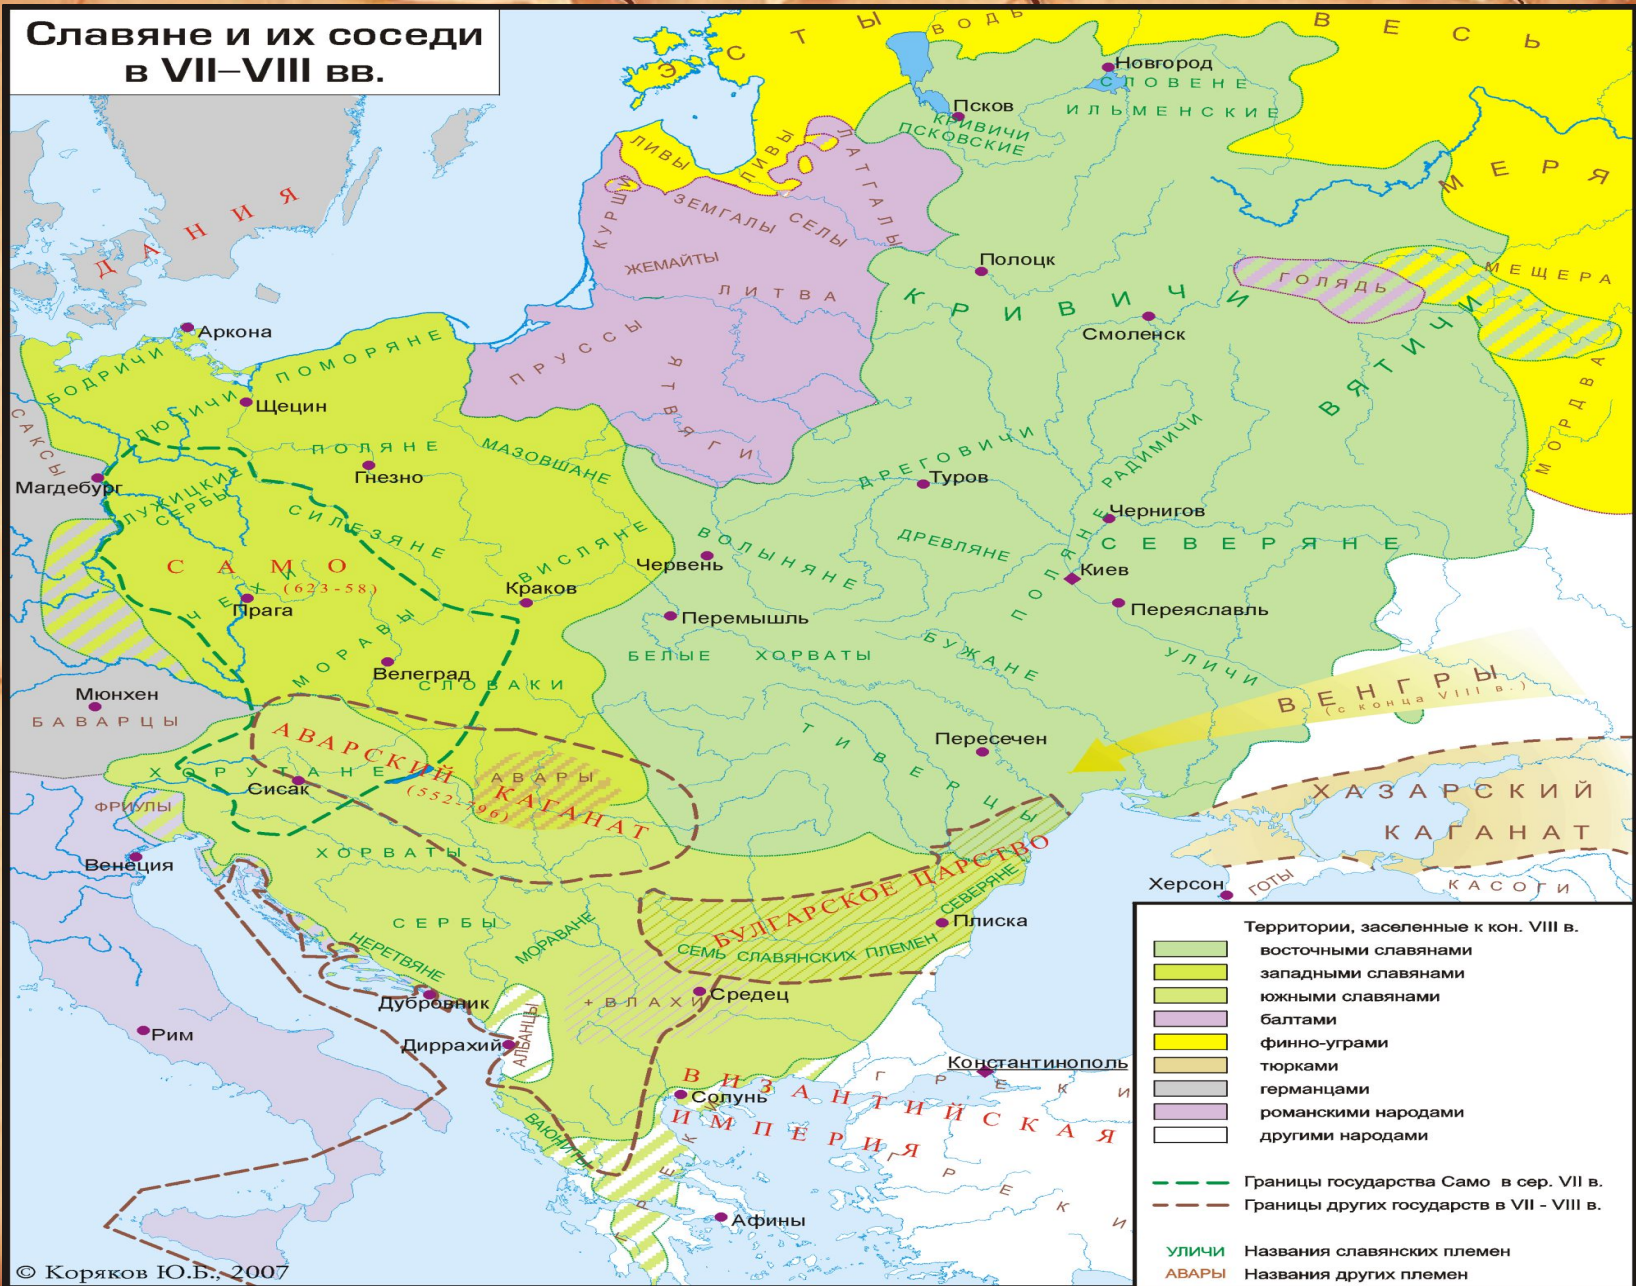 Славяне и их соседи
в VII–VIII вв.
ЭСТЫ
ВОДЬ
ВЕСЬ
Новгород
СЛОВЕНЕ
ИЛЬМЕНСКИЕ
Псков
КРИВИЧИ
ПСКОВСКИЕ
ЛИВЫ
ЛИВЫ
ЛАТГАЛЫ
МЕРЯ
КУРШИ
ЗЕМГАЛЫ
СЕЛЫ
ДАНИЯ
ЖЕМАЙТЫ
ЛИТВА
Полоцк
КРИВИЧИ
ГОЛЯДЬ
МЕЩЕРА
Смоленск
ВЯТИЧИ
МОРДВА
Аркона
БОДРИЧИ
ПОМОРЯНЕ
ПРУССЫ
ЯТВЯГИ
Щецин
ЛЮТИЧИ
САКСЫ
ПОЛЯНЕ
МАЗОВШАНЕ
Гнезно
Магдебург
ЛУЖИЦКИЕ
СЕРБЫ
СИЛЕЗЯНЕ
ДРЕГОВИЧИ
РАДИМИЧИ
Туров
Чернигов
СЕВЕРЯНЕ
ДРЕВЛЯНЕ
ПОЛЯНЕ
ВОЛЫНЯНЕ
ВИСЛЯНЕ
Червень
САМО
(623-58)
ЧЕХИ
Прага
Краков
Киев
Переяславль
Перемышль
МОРАВЫ
БЕЛЫЕ ХОРВАТЫ
БУЖАНЕ
УЛИЧИ
Велеград
СЛОВАКИ
Мюнхен
БАВАРЦЫ
ВЕНГРЫ
(с конца VIII в.)
АВАРСКИЙ
КАГАНАТ
(552-796)
АВАРЫ
ХОРУТАНЕ
Сисак
ТИВЕРЦЫ
Пересечен
ХАЗАРСКИЙ
КАГАНАТ
ФРИУЛЫ
Венеция
ХОРВАТЫ
БУЛГАРСКОЕ ЦАРСТВО
СЕВЕРЯНЕ
Херсон
ГОТЫ
КАСОГИ
СЕРБЫ
МОРАВАНЕ
НЕРЕТВЯНЕ
СЕМЬ СЛАВЯНСКИХ ПЛЕМЕН
Плиска
Дубровник
+ВЛАХИ
Средец
Рим
Диррахий
АЛБАНЦЫ
Константинополь
ВИЗАНТИЙСКАЯ
ИМПЕРИЯ
ГРЕКИ
Солунь
ВАЮНИТЫ
ГРЕКИ
ГРЕКИ
Афины
Территории, заселенные к кон. VIII в.
восточными славянами
западными славянами
южными славянами
балтами
финно-уграми
тюрками
германцами
романскими народами
другими народами
Границы государства Само в сер. VII в.
Границы других государств в VII - VIII в.
УЛИЧИ Названия славянских племен
АВАРЫ Названия других племен
© Коряков Ю.Б., 2007